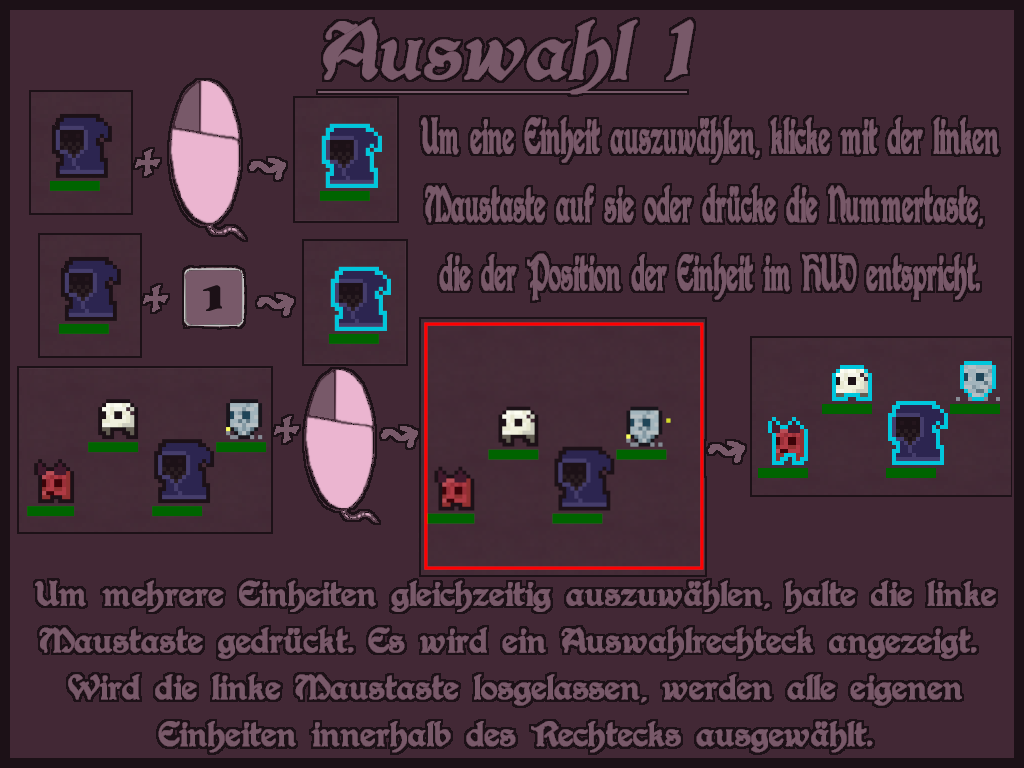 Auswahl 1
Um eine Einheit auszuwählen, klicke mit der linken
Maustaste auf sie oder drücke die Nummertaste,
die der Position der Einheit im HUD entspricht.
1
Um mehrere Einheiten gleichzeitig auszuwählen, halte die linke
Maustaste gedrückt. Es wird ein Auswahlrechteck angezeigt.
Wird die linke Maustaste losgelassen, werden alle eigenen
Einheiten innerhalb des Rechtecks ausgewählt.